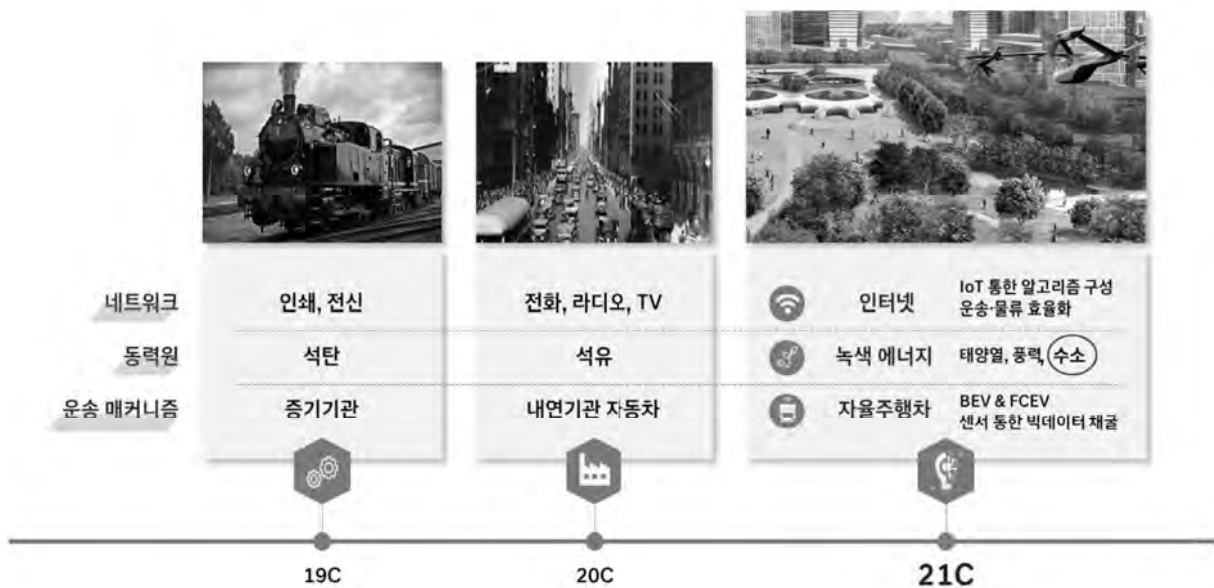 네트워크
인쇄, 전신
전화, 라디오, TV
인터넷
IoT 통한 알고리즘 구성
운송·물류 효율화
동력원
석탄
석유
녹색 에너지
태양열, 풍력, 수소
운송 매커니즘
증기기관
내연기관 자동차
자율주행차
BEV & FCEV
센서 통한 빅데이터 채굴
19C
20C
21C